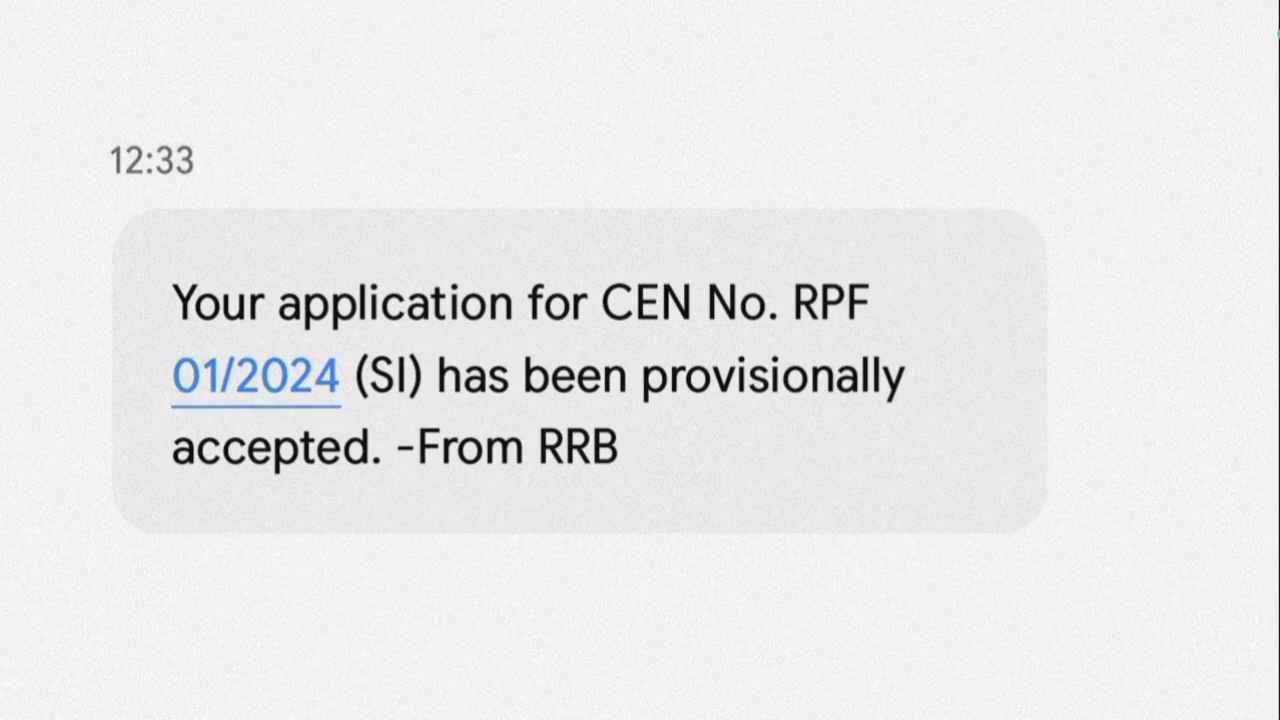 12:33
Your application for CEN No. RPF
01/2024 (SI) has been provisionally
accepted. -From RRB